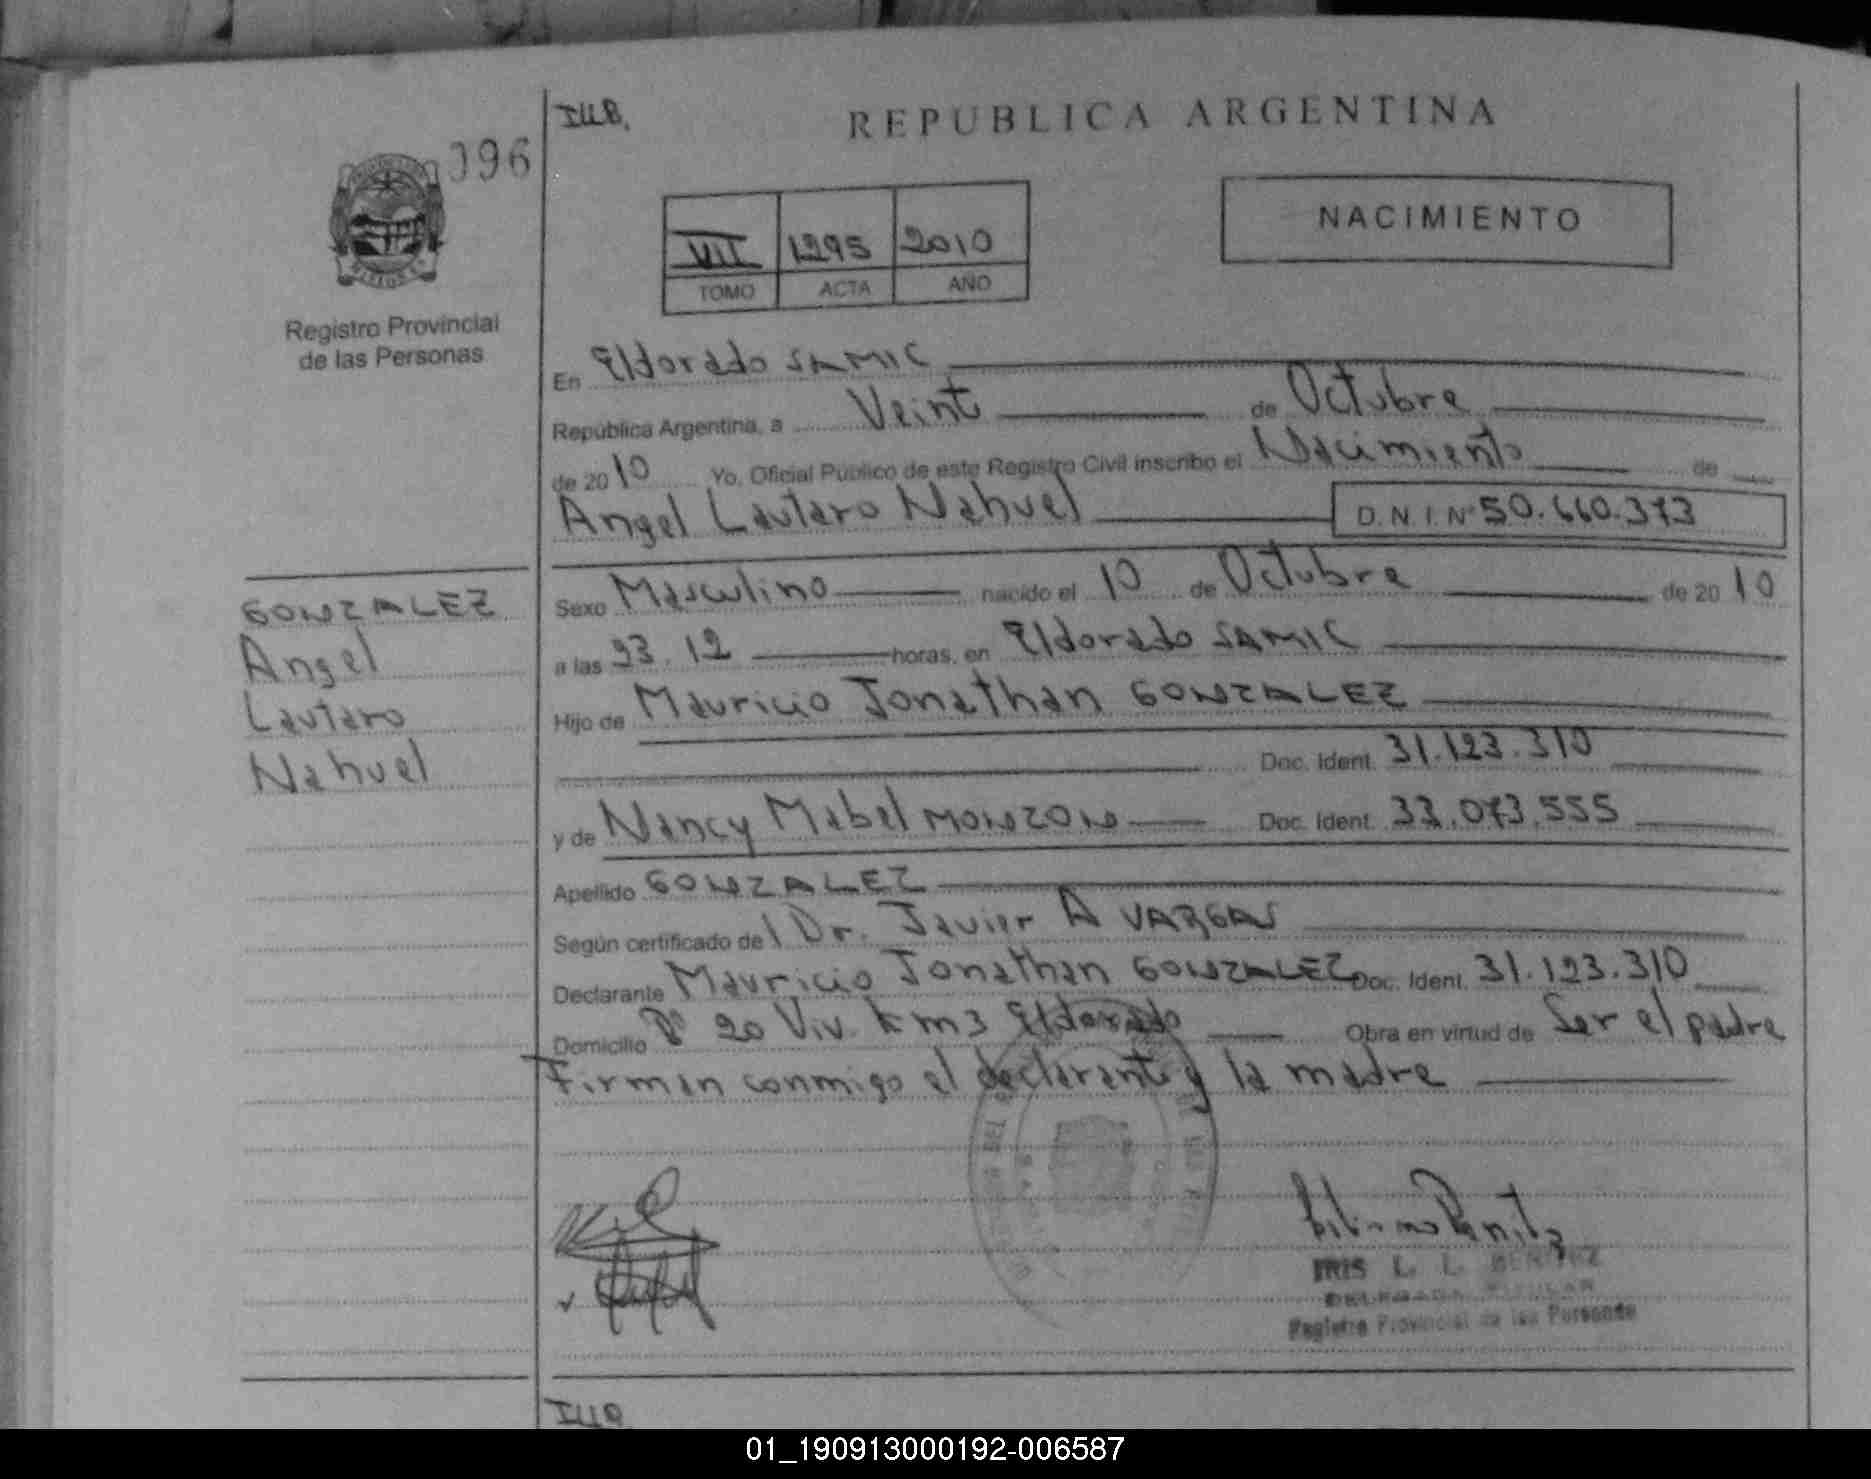 REPUBLICA ARGENTINA
096
VII 1295 2010
TOMO ACTA AÑO
NACIMIENTO
Registro Provincial
de las Personas
En Eldorado SAMIC
República Argentina, a Veinte de Octubre
de 2010 Yo, Oficial Público de este Registro Civil inscribo el Nacimiento de
Angel Lautaro Nahuel D.N.I.Nº 50.660.373
Sexo Masculino nacido el 10 de Octubre de 2010
a las 23.12 horas, en Eldorado SAMIC
Hijo de Mauricio Jonathan GONZALEZ
Doc. Ident. 31.123.310
y de Nancy Mabel MONZON Doc. Ident. 33.073.555
Apellido GONZALEZ
Según certificado del Dr. Javier A VARGAS
Declarante Mauricio Jonathan GONZALEZ Doc. Ident. 31.123.310
Domicilio Bº 20 Viv. Km 3 Eldorado Obra en virtud de Ser el padre
Firman conmigo el declarante y la madre
GONZALEZ
Angel
Lautaro
Nahuel
IRIS L. L. BENITEZ
DELEGADA TITULAR
Registro Provincial de las Personas
01_190913000192-006587